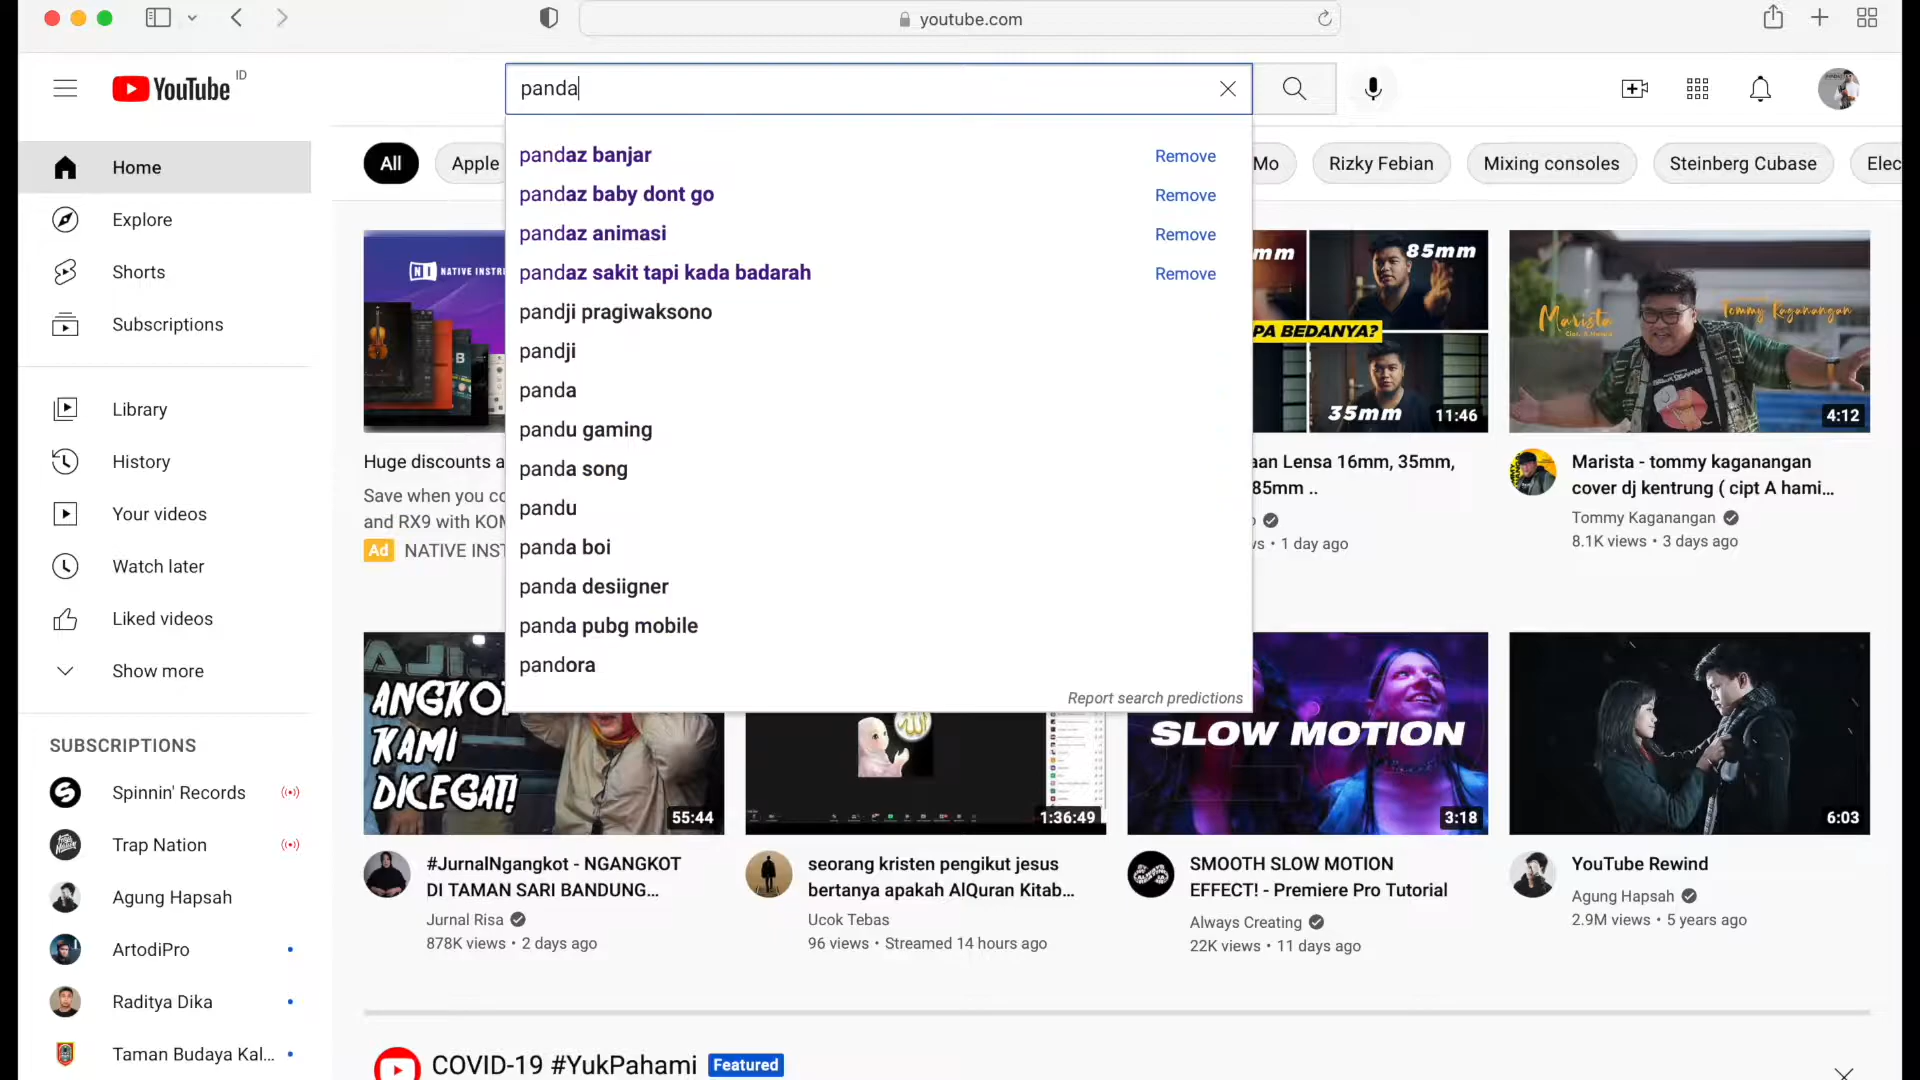 youtube.com
YouTube ID
panda
pandaz banjar Remove
pandaz baby dont go Remove
pandaz animasi Remove
pandaz sakit tapi kada badarah Remove
pandji pragiwaksono
pandji
panda
pandu gaming
panda song
pandu
panda boi
panda desiigner
panda pubg mobile
pandora
Report search predictions
Home
Explore
Shorts
Subscriptions
Library
History
Your videos
Watch later
Liked videos
Show more
SUBSCRIPTIONS
Spinnin' Records
Trap Nation
Agung Hapsah
ArtodiPro
Raditya Dika
Taman Budaya Kal...
All
Apple
Mo
Rizky Febian
Mixing consoles
Steinberg Cubase
Elec
NATIVE INSTR
Huge discounts a
Save when you co
and RX9 with KOM
Ad NATIVE INST
mm
85mm
PA BEDANYA?
35mm
11:46
aan Lensa 16mm, 35mm,
85mm ..
vs • 1 day ago
Marista
Tommy Kaganangan
4:12
Marista - tommy kaganangan
cover dj kentrung ( cipt A hami...
Tommy Kaganangan
8.1K views • 3 days ago
ANGKOT
KAMI
DICEGAT!
55:44
#JurnalNgangkot - NGANGKOT
DI TAMAN SARI BANDUNG...
Jurnal Risa
878K views • 2 days ago
1:36:49
seorang kristen pengikut jesus
bertanya apakah AlQuran Kitab...
Ucok Tebas
96 views • Streamed 14 hours ago
SLOW MOTION
3:18
SMOOTH SLOW MOTION
EFFECT! - Premiere Pro Tutorial
Always Creating
22K views • 11 days ago
6:03
YouTube Rewind
Agung Hapsah
2.9M views • 5 years ago
COVID-19 #YukPahami Featured